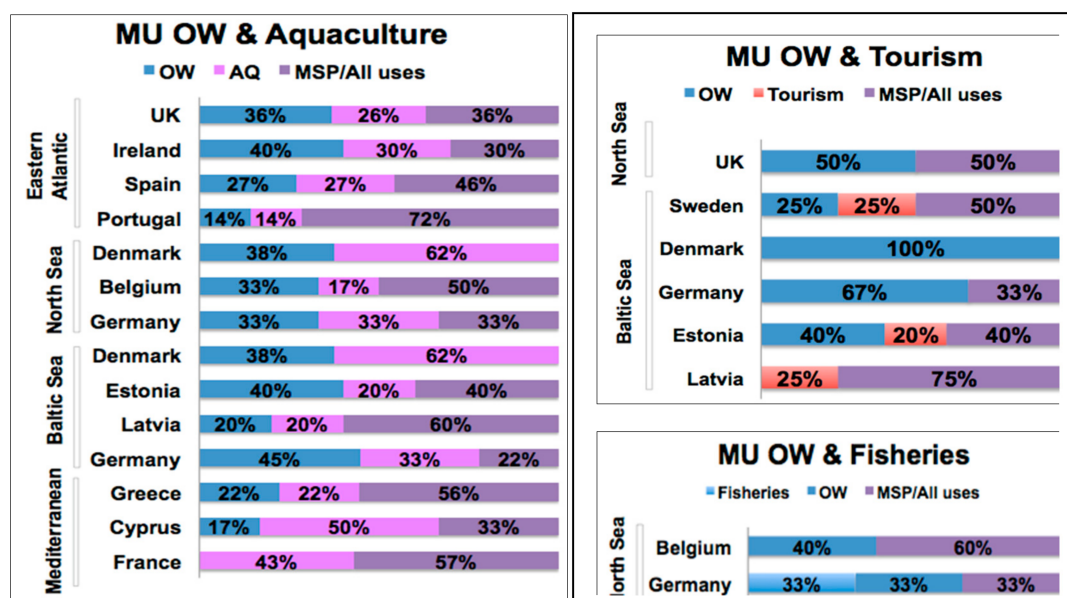 MU OW & Aquaculture
OW AQ MSP/All uses
Eastern Atlantic
UK 36% 26% 36%
Ireland 40% 30% 30%
Spain 27% 27% 46%
Portugal 14% 14% 72%
North Sea
Denmark 38% 62%
Belgium 33% 17% 50%
Germany 33% 33% 33%
Baltic Sea
Denmark 38% 62%
Estonia 40% 20% 40%
Latvia 20% 20% 60%
Germany 45% 33% 22%
Mediterranean
Greece 22% 22% 56%
Cyprus 17% 50% 33%
France 43% 57%
MU OW & Tourism
OW Tourism MSP/All uses
North Sea
UK 50% 50%
Baltic Sea
Sweden 25% 25% 50%
Denmark 100%
Germany 67% 33%
Estonia 40% 20% 40%
Latvia 25% 75%
MU OW & Fisheries
Fisheries OW MSP/All uses
North Sea
Belgium 40% 60%
Germany 33% 33% 33%